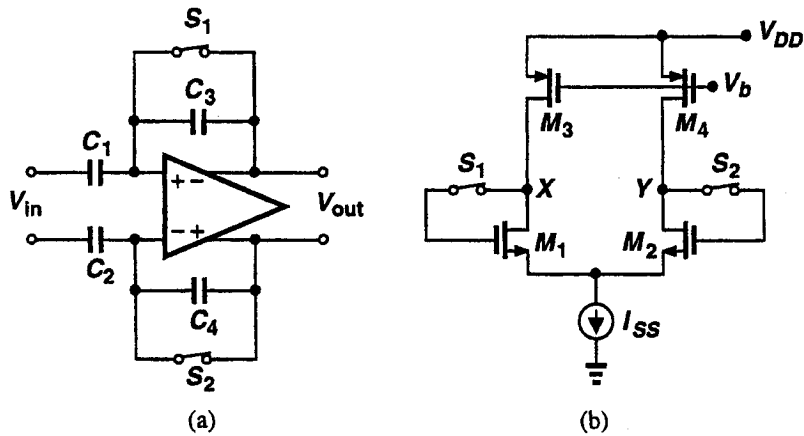 S1
C3
C1
+ −
Vin
Vout
− +
C2
C4
S2
(a)
VDD
Vb
M3
M4
S1
X
Y
S2
M1
M2
ISS
(b)